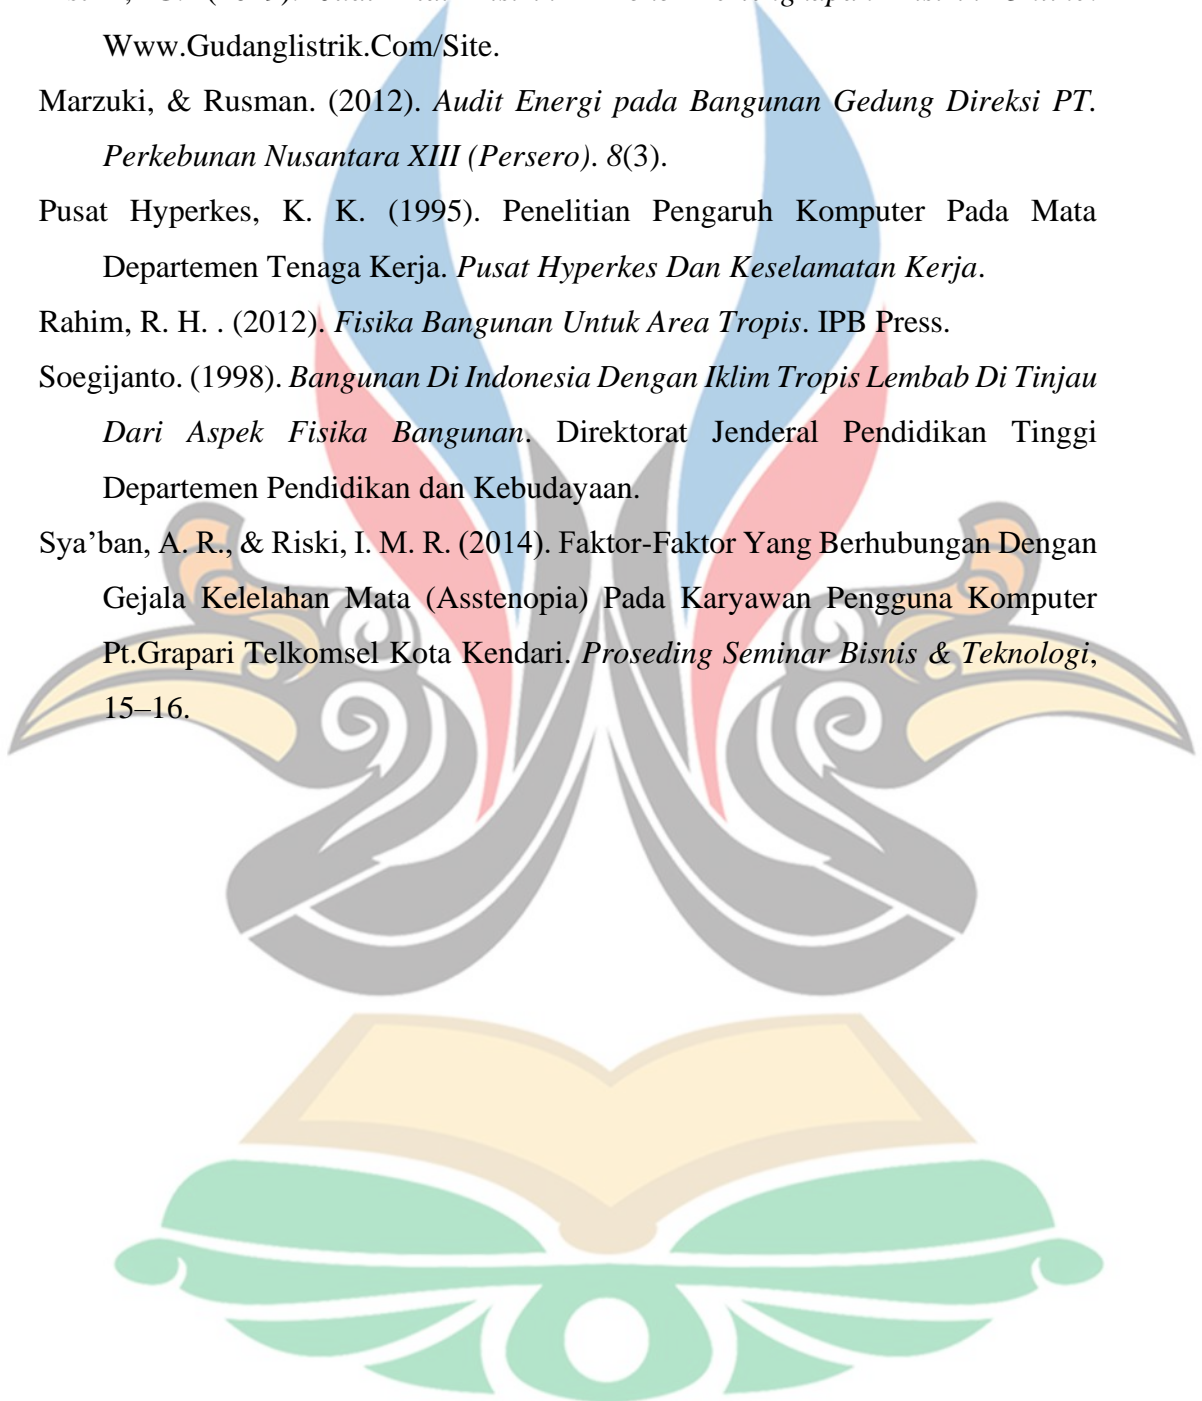 Www.Gudanglistrik.Com/Site.
Marzuki, & Rusman. (2012). Audit Energi pada Bangunan Gedung Direksi PT.
Perkebunan Nusantara XIII (Persero). 8(3).
Pusat Hyperkes, K. K. (1995). Penelitian Pengaruh Komputer Pada Mata
Departemen Tenaga Kerja. Pusat Hyperkes Dan Keselamatan Kerja.
Rahim, R. H. . (2012). Fisika Bangunan Untuk Area Tropis. IPB Press.
Soegijanto. (1998). Bangunan Di Indonesia Dengan Iklim Tropis Lembab Di Tinjau
Dari Aspek Fisika Bangunan. Direktorat Jenderal Pendidikan Tinggi
Departemen Pendidikan dan Kebudayaan.
Sya’ban, A. R., & Riski, I. M. R. (2014). Faktor-Faktor Yang Berhubungan Dengan
Gejala Kelelahan Mata (Asstenopia) Pada Karyawan Pengguna Komputer
Pt.Grapari Telkomsel Kota Kendari. Proseding Seminar Bisnis & Teknologi,
15–16.